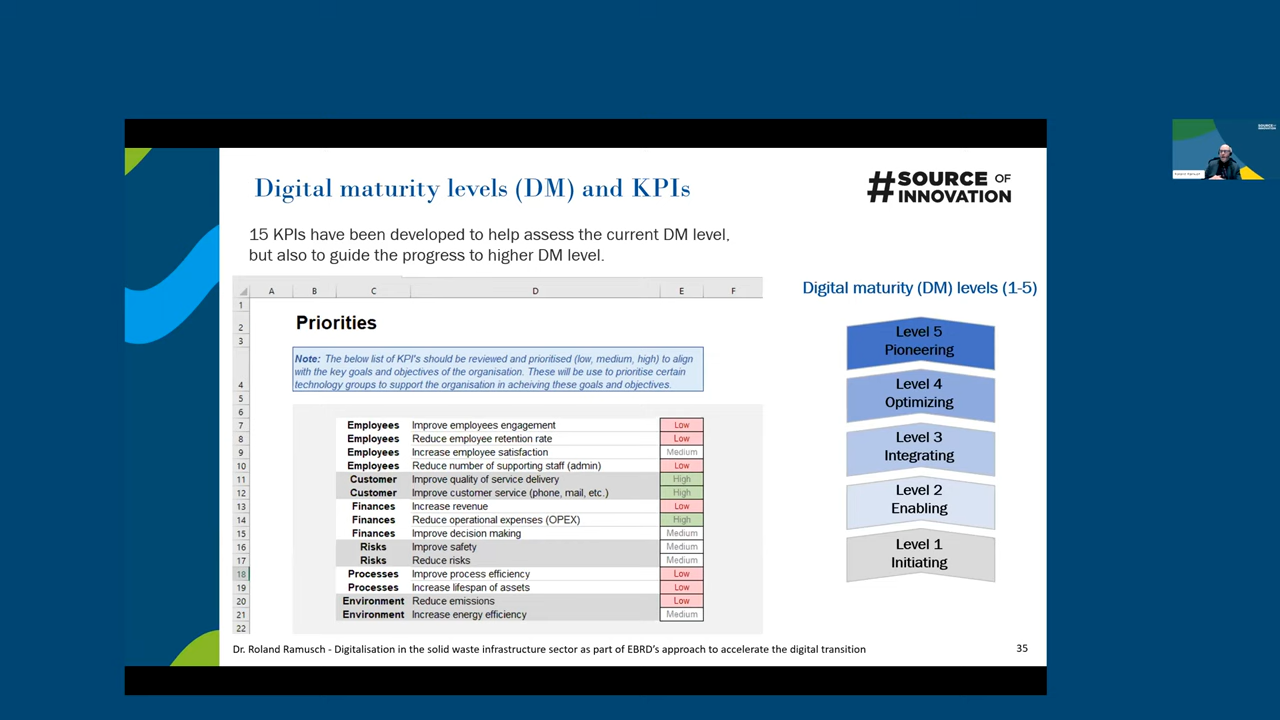 Digital maturity levels (DM) and KPIs
#SOURCE OF INNOVATION
15 KPIs have been developed to help assess the current DM level,
but also to guide the progress to higher DM level.
A B C D E F
1
2 Priorities
3
4 Note: The below list of KPI's should be reviewed and prioritised (low, medium, high) to align
with the key goals and objectives of the organisation. These will be use to prioritise certain
technology groups to support the organisation in acheiving these goals and objectives.
5
6
7 Employees Improve employees engagement Low
8 Employees Reduce employee retention rate Low
9 Employees Increase employee satisfaction Medium
10 Employees Reduce number of supporting staff (admin) Low
11 Customer Improve quality of service delivery High
12 Customer Improve customer service (phone, mail, etc.) High
13 Finances Increase revenue Low
14 Finances Reduce operational expenses (OPEX) High
15 Finances Improve decision making Medium
16 Risks Improve safety Medium
17 Risks Reduce risks Medium
18 Processes Improve process efficiency Low
19 Processes Increase lifespan of assets Low
20 Environment Reduce emissions Low
21 Environment Increase energy efficiency Medium
22
Digital maturity (DM) levels (1-5)
Level 5
Pioneering
Level 4
Optimizing
Level 3
Integrating
Level 2
Enabling
Level 1
Initiating
Dr. Roland Ramusch - Digitalisation in the solid waste infrastructure sector as part of EBRD's approach to accelerate the digital transition
35